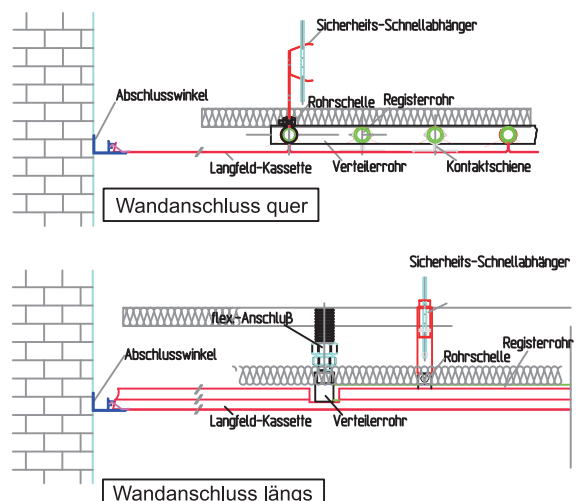 Sicherheits-Schnellabhänger
Abschlusswinkel
Rohrschelle
Registerrohr
Langfeld-Kassette
Verteilerrohr
Kontaktschiene
Wandanschluss quer
Sicherheits-Schnellabhänger
flex.-Anschluß
Registerrohr
Abschlusswinkel
Rohrschelle
Langfeld-Kassette
Verteilerrohr
Wandanschluss längs